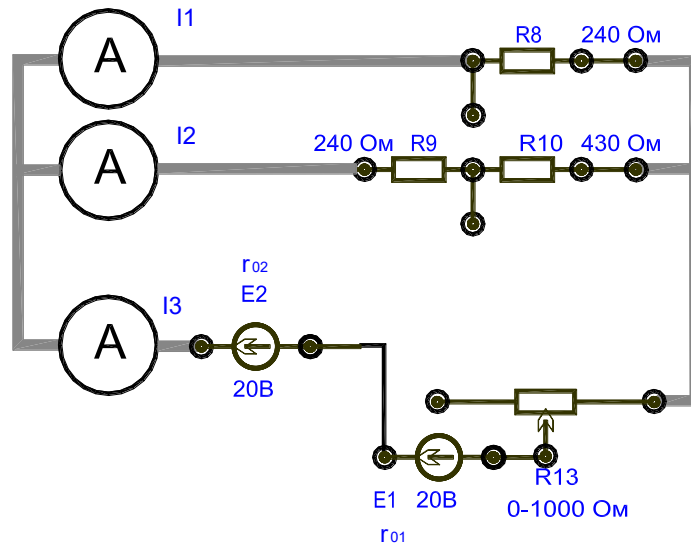 I1
R8 240 Ом
A
I2 240 Ом R9 R10 430 Ом
A
r02
I3 E2
A
20В
R13
E1 20В
0-1000 Ом
r01